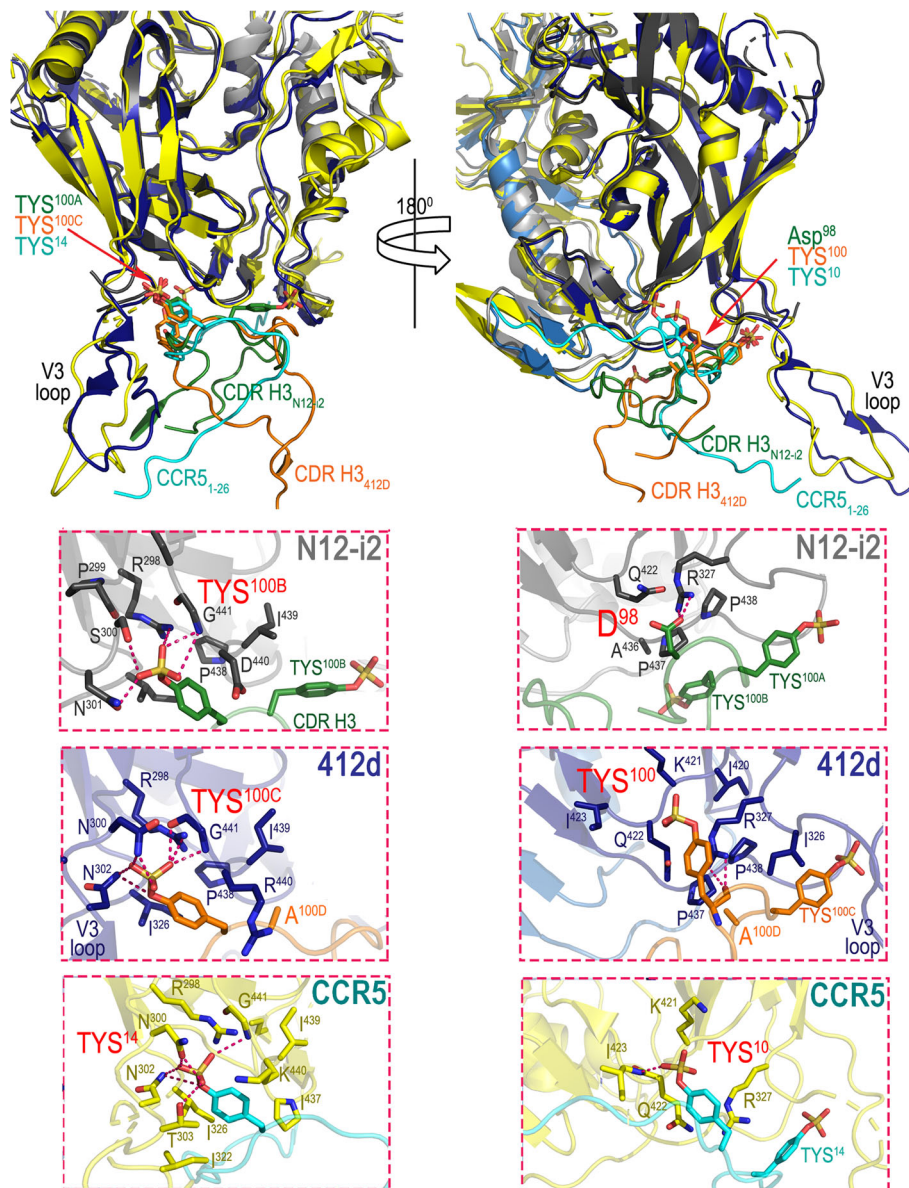 TYS100A
TYS100C
TYS14
180⁰
Asp98
TYS100
TYS10
V3
loop
CDR H3N12-i2
CCR51-26
CDR H3412D
V3
loop
CDR H3N12-i2
CDR H3412D
CCR51-26
N12-i2
P299
R298
TYS100B
G441
S300
I439
P438
D440
TYS100B
N301
CDR H3
N12-i2
Q422
R327
P438
D98
A436
P437
TYS100A
TYS100B
412d
R298
TYS100C
N300
G441
I439
N302
P438
R440
I326
A100D
V3
loop
412d
K421
I420
TYS100
I423
R327
Q422
I326
P438
P437
TYS100C
A100D
V3
loop
CCR5
R298
G441
N300
TYS14
I439
N302
K440
I437
T303
I326
I322
CCR5
K421
I423
TYS10
R327
Q422
TYS14